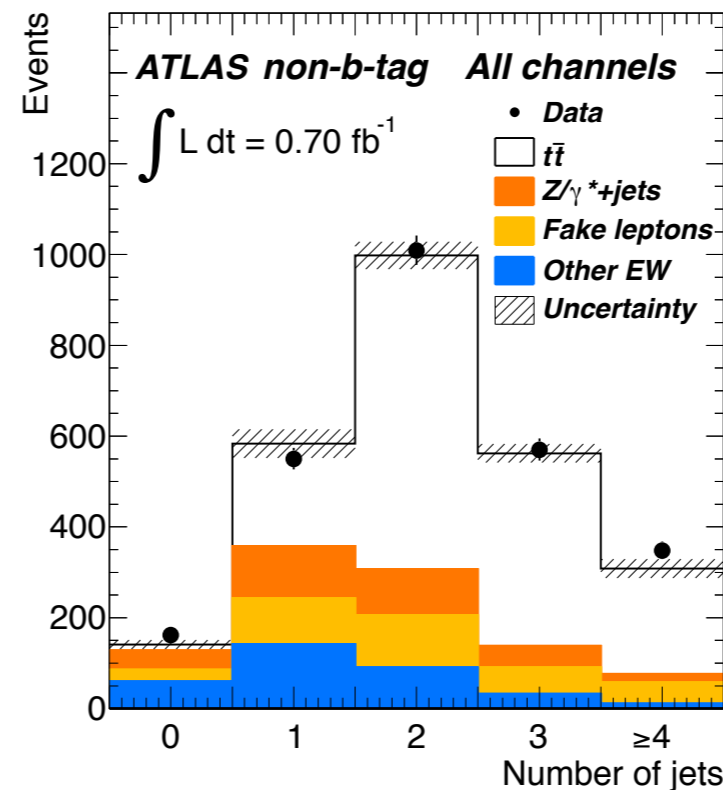 Events
ATLAS non-b-tag All channels
∫ L dt = 0.70 fb⁻¹
Data
tt̄
Z/γ*+jets
Fake leptons
Other EW
Uncertainty
1200
1000
800
600
400
200
0
0 1 2 3 ≥4
Number of jets